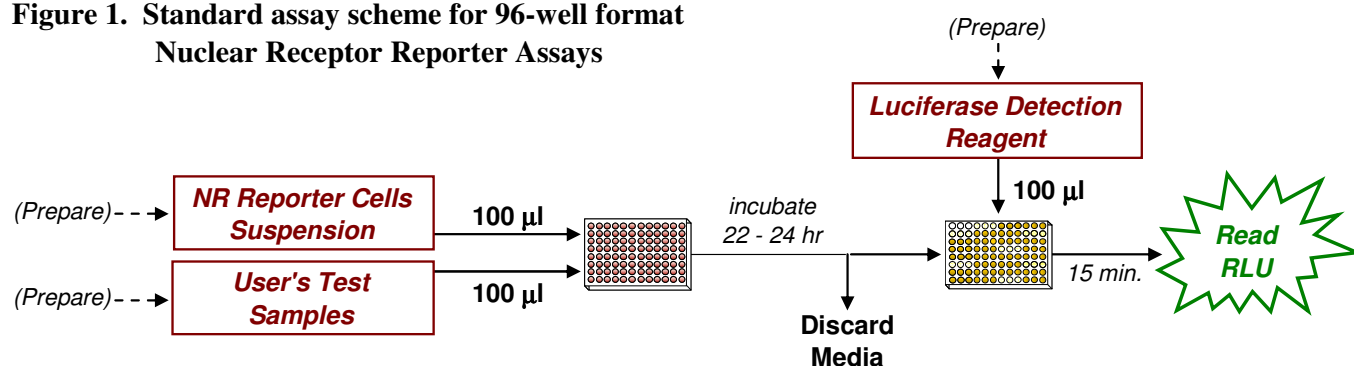 Figure 1.  Standard assay scheme for 96-well format
Nuclear Receptor Reporter Assays
(Prepare)
Luciferase Detection
Reagent
100 µl
(Prepare)
NR Reporter Cells
Suspension
100 µl
(Prepare)
User's Test
Samples
100 µl
incubate
22 - 24 hr
Discard
Media
15 min.
Read
RLU